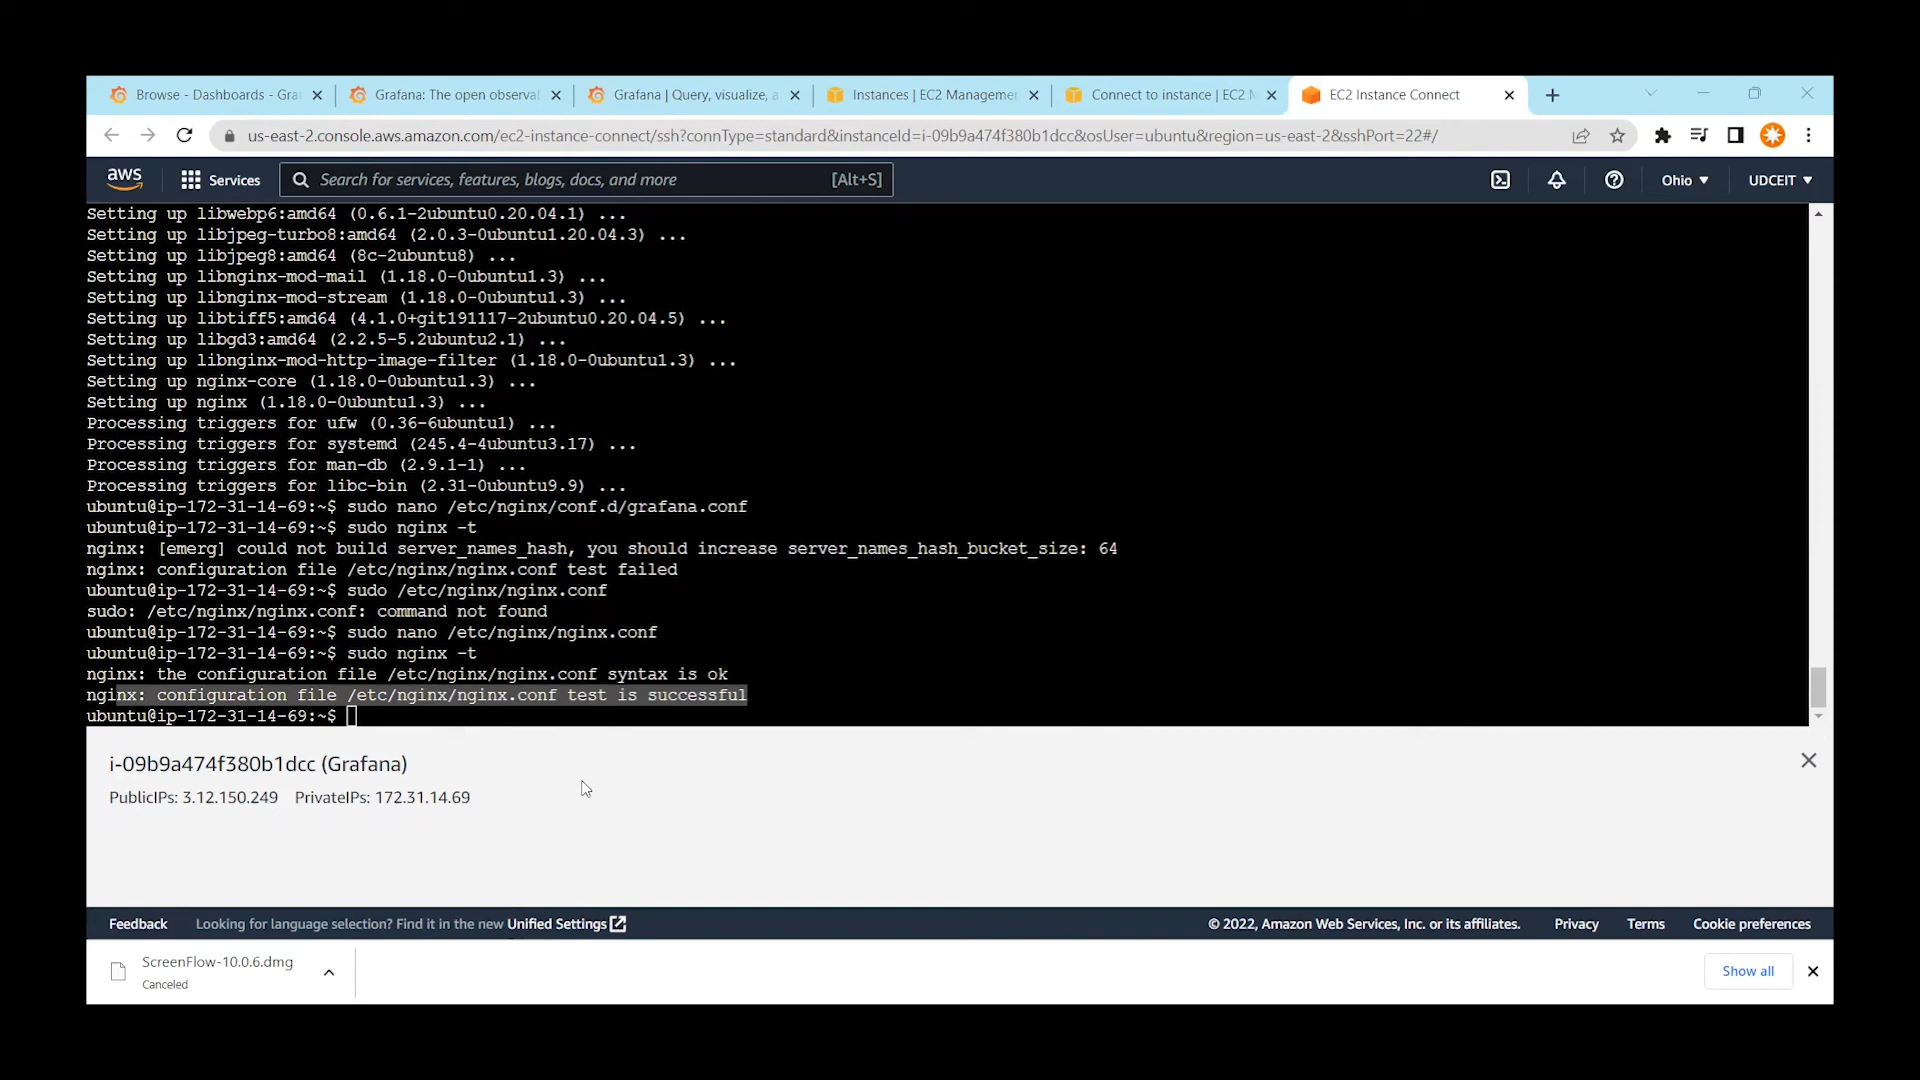 Browse - Dashboards - Gra
Grafana: The open observal
Grafana | Query, visualize, a
Instances | EC2 Managemen
Connect to instance | EC2 M
EC2 Instance Connect
us-east-2.console.aws.amazon.com/ec2-instance-connect/ssh?connType=standard&instanceId=i-09b9a474f380b1dcc&osUser=ubuntu&region=us-east-2&sshPort=22#/
aws
Services
Search for services, features, blogs, docs, and more
[Alt+S]
Ohio
UDCEIT
Setting up libwebp6:amd64 (0.6.1-2ubuntu0.20.04.1) ...
Setting up libjpeg-turbo8:amd64 (2.0.3-0ubuntu1.20.04.3) ...
Setting up libjpeg8:amd64 (8c-2ubuntu8) ...
Setting up libnginx-mod-mail (1.18.0-0ubuntu1.3) ...
Setting up libnginx-mod-stream (1.18.0-0ubuntu1.3) ...
Setting up libtiff5:amd64 (4.1.0+git191117-2ubuntu0.20.04.5) ...
Setting up libgd3:amd64 (2.2.5-5.2ubuntu2.1) ...
Setting up libnginx-mod-http-image-filter (1.18.0-0ubuntu1.3) ...
Setting up nginx-core (1.18.0-0ubuntu1.3) ...
Setting up nginx (1.18.0-0ubuntu1.3) ...
Processing triggers for ufw (0.36-6ubuntu1) ...
Processing triggers for systemd (245.4-4ubuntu3.17) ...
Processing triggers for man-db (2.9.1-1) ...
Processing triggers for libc-bin (2.31-0ubuntu9.9) ...
ubuntu@ip-172-31-14-69:~$ sudo nano /etc/nginx/conf.d/grafana.conf
ubuntu@ip-172-31-14-69:~$ sudo nginx -t
nginx: [emerg] could not build server_names_hash, you should increase server_names_hash_bucket_size: 64
nginx: configuration file /etc/nginx/nginx.conf test failed
ubuntu@ip-172-31-14-69:~$ sudo /etc/nginx/nginx.conf
sudo: /etc/nginx/nginx.conf: command not found
ubuntu@ip-172-31-14-69:~$ sudo nano /etc/nginx/nginx.conf
ubuntu@ip-172-31-14-69:~$ sudo nginx -t
nginx: the configuration file /etc/nginx/nginx.conf syntax is ok
nginx: configuration file /etc/nginx/nginx.conf test is successful
ubuntu@ip-172-31-14-69:~$
i-09b9a474f380b1dcc (Grafana)
PublicIPs: 3.12.150.249 PrivateIPs: 172.31.14.69
Feedback
Looking for language selection? Find it in the new Unified Settings
© 2022, Amazon Web Services, Inc. or its affiliates.
Privacy
Terms
Cookie preferences
ScreenFlow-10.0.6.dmg
Canceled
Show all